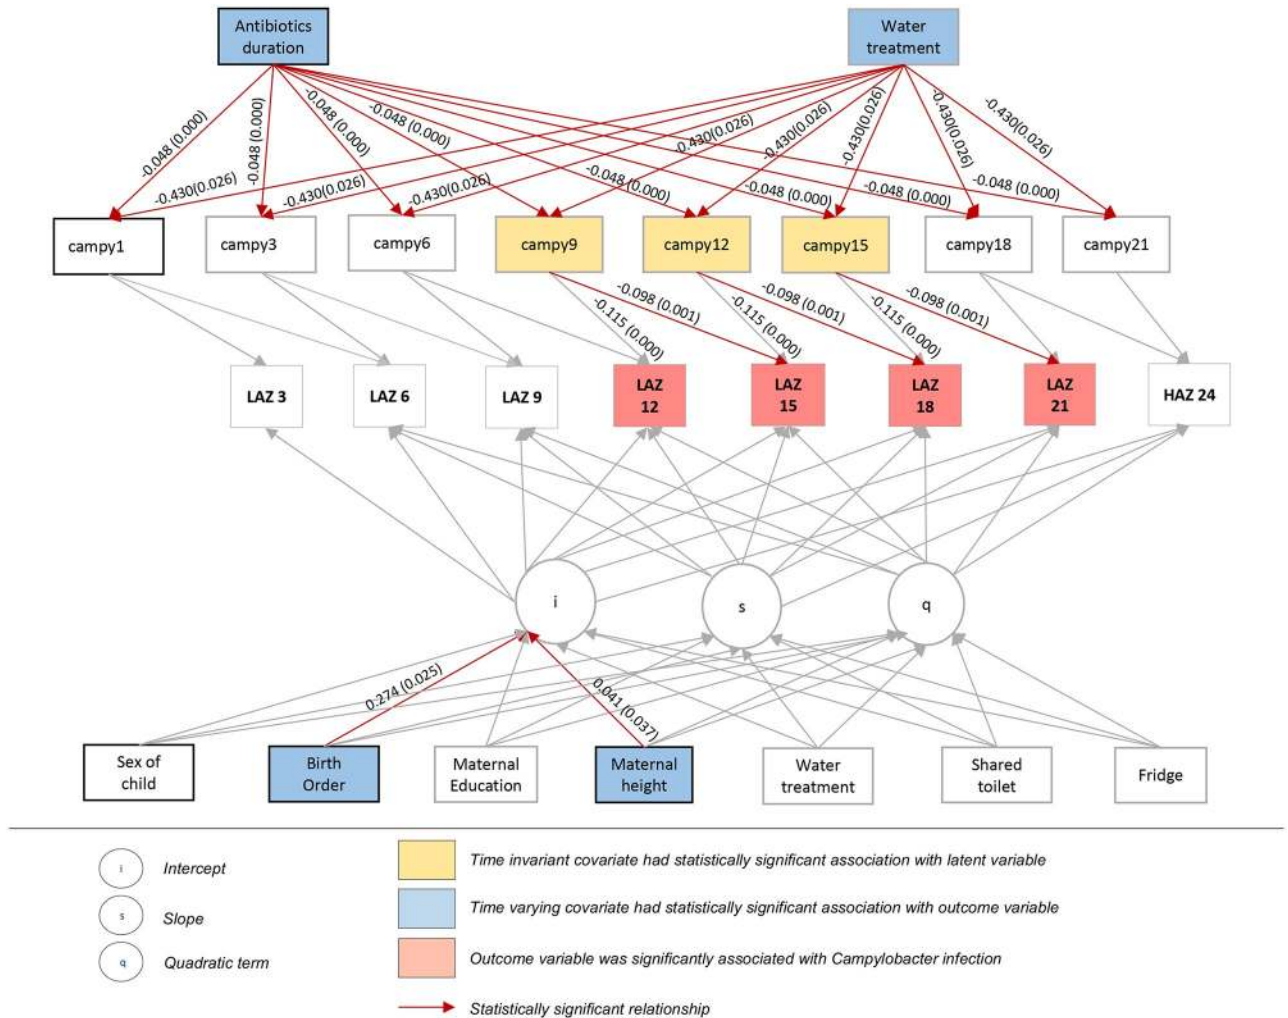 Antibiotics
duration
Water
treatment
-0.048 (0.000)
-0.048 (0.000)
-0.048 (0.000)
-0.048 (0.000)
-0.430(0.026)
-0.430(0.026)
-0.430(0.026)
-0.430(0.026)
-0.430(0.026)
-0.430(0.026)
-0.430(0.026)
-0.430(0.026)
-0.048 (0.000)
-0.048 (0.000)
-0.048 (0.000)
-0.048 (0.000)
campy1
campy3
campy6
campy9
campy12
campy15
campy18
campy21
-0.098 (0.001)
-0.098 (0.001)
-0.098 (0.001)
-0.115 (0.000)
-0.115 (0.000)
-0.115 (0.000)
LAZ 3
LAZ 6
LAZ 9
LAZ
12
LAZ
15
LAZ
18
LAZ
21
HAZ 24
i
s
q
0.274 (0.025)
0.041 (0.037)
Sex of
child
Birth
Order
Maternal
Education
Maternal
height
Water
treatment
Shared
toilet
Fridge
i
Intercept
s
Slope
q
Quadratic term
Time invariant covariate had statistically significant association with latent variable
Time varying covariate had statistically significant association with outcome variable
Outcome variable was significantly associated with Campylobacter infection
Statistically significant relationship